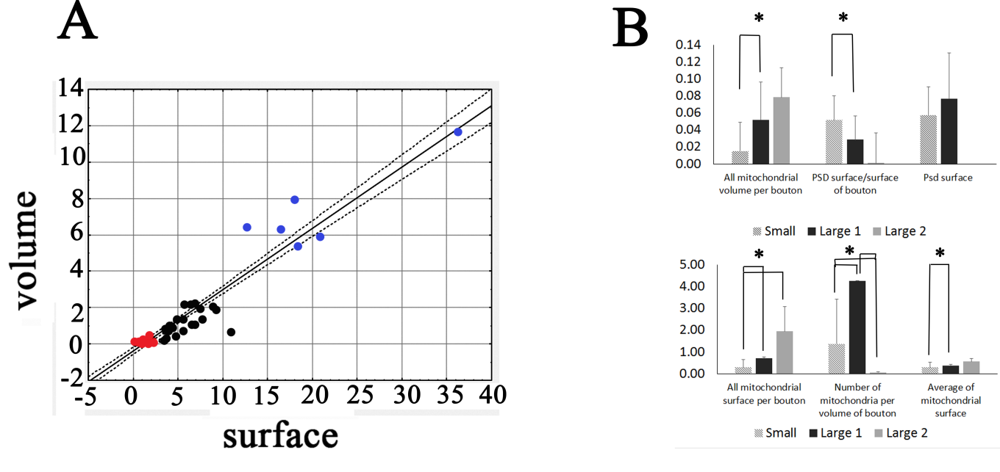 A
14
12
10
8
6
4
2
0
-2
-5 0 5 10 15 20 25 30 35 40
volume
surface
B
* *
0.14
0.12
0.10
0.08
0.06
0.04
0.02
0.00
All mitochondrial
volume per bouton
PSD surface/surface
of bouton
Psd surface
Small Large 1 Large 2
* * *
5.00
4.00
3.00
2.00
1.00
0.00
All mitochondrial
surface per bouton
Number of
mitochondria per
volume of bouton
Average of
mitochondrial
surface
Small Large 1 Large 2